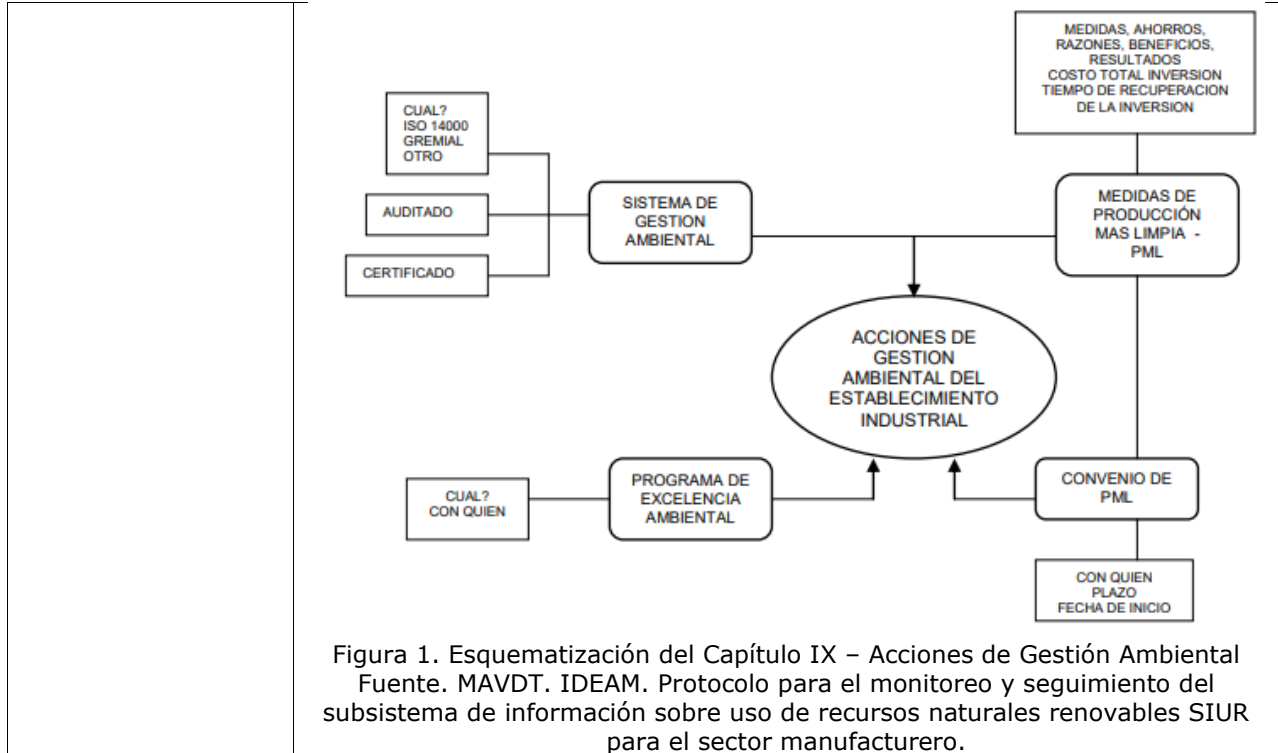 MEDIDAS, AHORROS,
RAZONES, BENEFICIOS,
RESULTADOS
COSTO TOTAL INVERSION
TIEMPO DE RECUPERACION
DE LA INVERSION
CUAL?
ISO 14000
GREMIAL
OTRO
AUDITADO
CERTIFICADO
SISTEMA DE
GESTION
AMBIENTAL
MEDIDAS DE
PRODUCCIÓN
MAS LIMPIA -
PML
ACCIONES DE
GESTION
AMBIENTAL DEL
ESTABLECIMIENTO
INDUSTRIAL
CUAL?
CON QUIEN
PROGRAMA DE
EXCELENCIA
AMBIENTAL
CONVENIO DE
PML
CON QUIEN
PLAZO
FECHA DE INICIO
Figura 1. Esquematización del Capítulo IX – Acciones de Gestión Ambiental
Fuente. MAVDT. IDEAM. Protocolo para el monitoreo y seguimiento del
subsistema de información sobre uso de recursos naturales renovables SIUR
para el sector manufacturero.